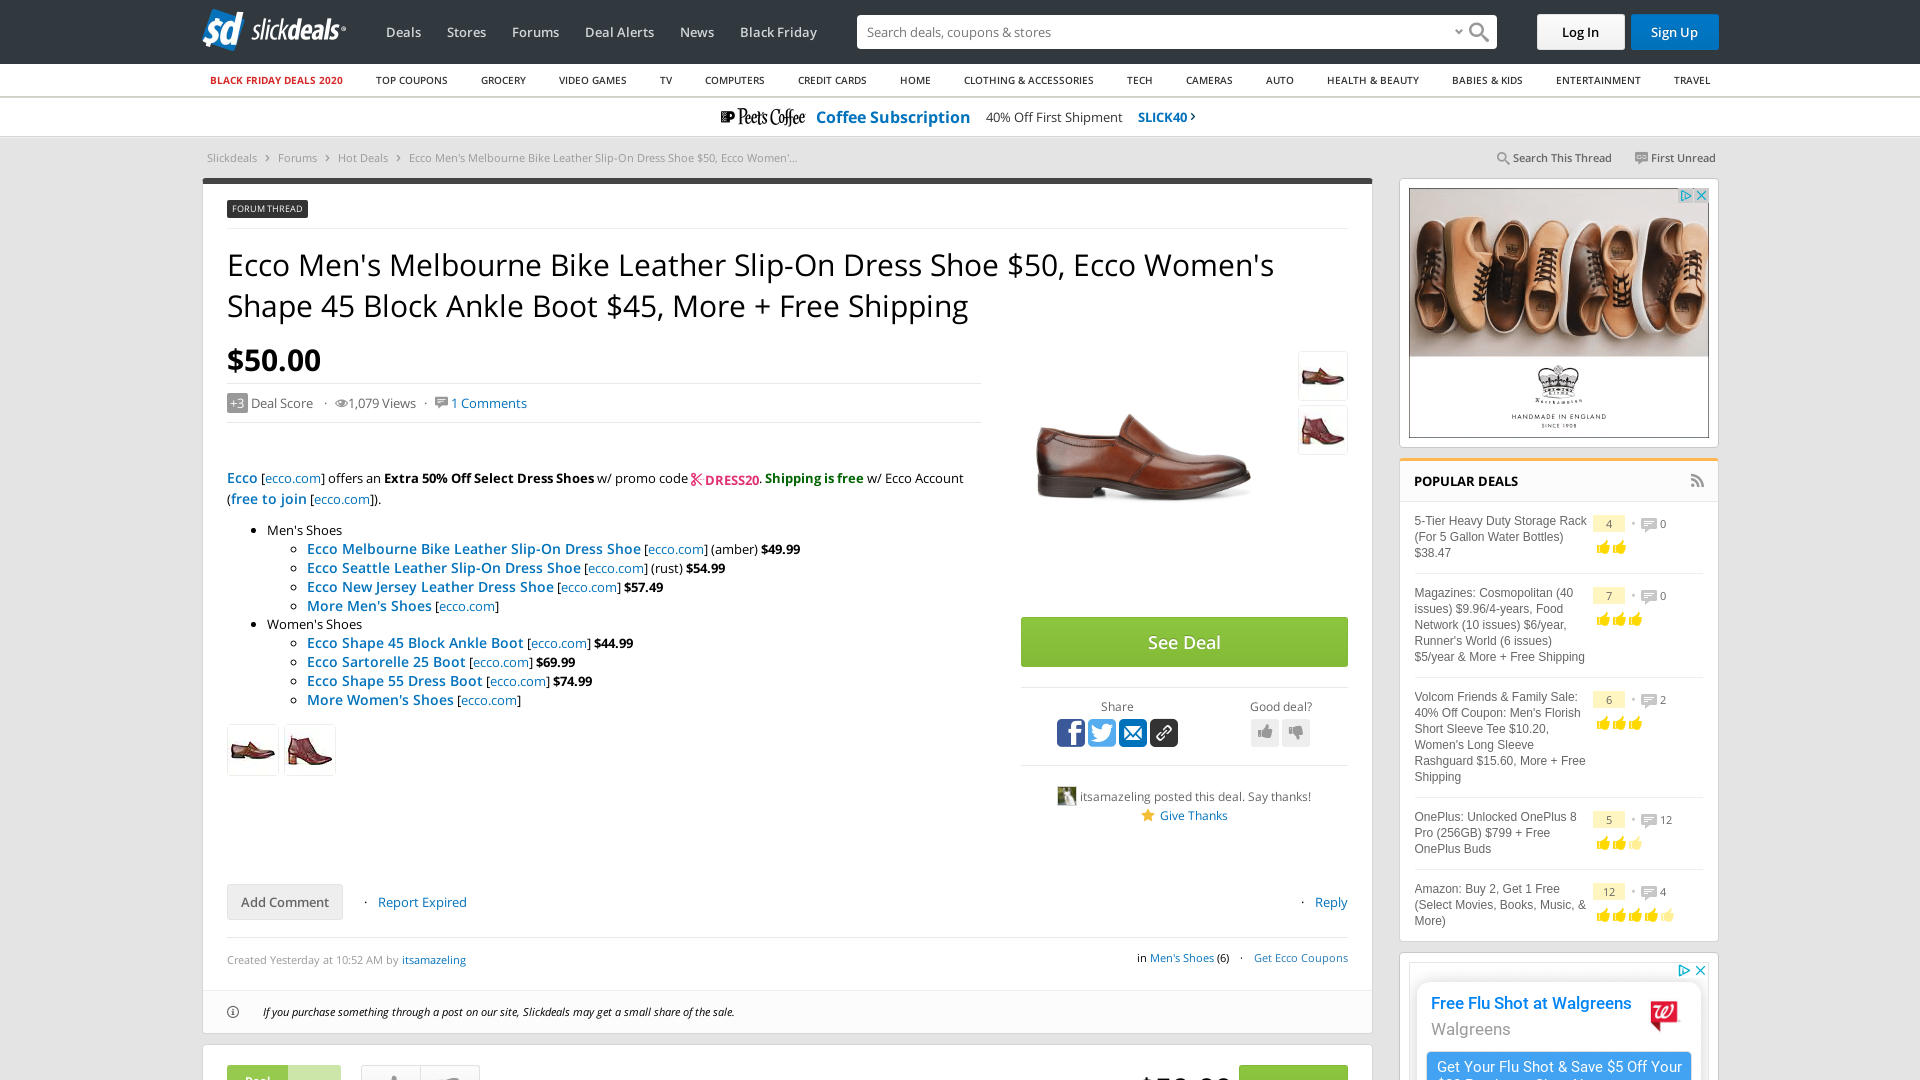 slickdeals
Deals Stores Forums Deal Alerts News Black Friday
Search deals, coupons & stores
Log In Sign Up
BLACK FRIDAY DEALS 2020 TOP COUPONS GROCERY VIDEO GAMES TV COMPUTERS CREDIT CARDS HOME CLOTHING & ACCESSORIES TECH CAMERAS AUTO HEALTH & BEAUTY BABIES & KIDS ENTERTAINMENT TRAVEL
Peet's Coffee Coffee Subscription 40% Off First Shipment SLICK40
Slickdeals Forums Hot Deals Ecco Men's Melbourne Bike Leather Slip-On Dress Shoe $50, Ecco Women'...
Search This Thread First Unread
FORUM THREAD
Ecco Men's Melbourne Bike Leather Slip-On Dress Shoe $50, Ecco Women's
Shape 45 Block Ankle Boot $45, More + Free Shipping
$50.00
+3 Deal Score · 1,079 Views · 1 Comments
Ecco [ecco.com] offers an Extra 50% Off Select Dress Shoes w/ promo code DRESS20. Shipping is free w/ Ecco Account
(free to join [ecco.com]).
Men's Shoes
Ecco Melbourne Bike Leather Slip-On Dress Shoe [ecco.com] (amber) $49.99
Ecco Seattle Leather Slip-On Dress Shoe [ecco.com] (rust) $54.99
Ecco New Jersey Leather Dress Shoe [ecco.com] $57.49
More Men's Shoes [ecco.com]
Women's Shoes
Ecco Shape 45 Block Ankle Boot [ecco.com] $44.99
Ecco Sartorelle 25 Boot [ecco.com] $69.99
Ecco Shape 55 Dress Boot [ecco.com] $74.99
More Women's Shoes [ecco.com]
See Deal
Share Good deal?
itsamazeling posted this deal. Say thanks!
Give Thanks
Add Comment · Report Expired
· Reply
Created Yesterday at 10:52 AM by itsamazeling
in Men's Shoes (6) · Get Ecco Coupons
If you purchase something through a post on our site, Slickdeals may get a small share of the sale.
HANDMADE IN ENGLAND
SINCE 1908
POPULAR DEALS
5-Tier Heavy Duty Storage Rack
(For 5 Gallon Water Bottles)
$38.47
4 · 0
Magazines: Cosmopolitan (40
issues) $9.96/4-years, Food
Network (10 issues) $6/year,
Runner's World (6 issues)
$5/year & More + Free Shipping
7 · 0
Volcom Friends & Family Sale:
40% Off Coupon: Men's Florish
Short Sleeve Tee $10.20,
Women's Long Sleeve
Rashguard $15.60, More + Free
Shipping
6 · 2
OnePlus: Unlocked OnePlus 8
Pro (256GB) $799 + Free
OnePlus Buds
5 · 12
Amazon: Buy 2, Get 1 Free
(Select Movies, Books, Music, &
More)
12 · 4
Free Flu Shot at Walgreens
Walgreens
Get Your Flu Shot & Save $5 Off Your